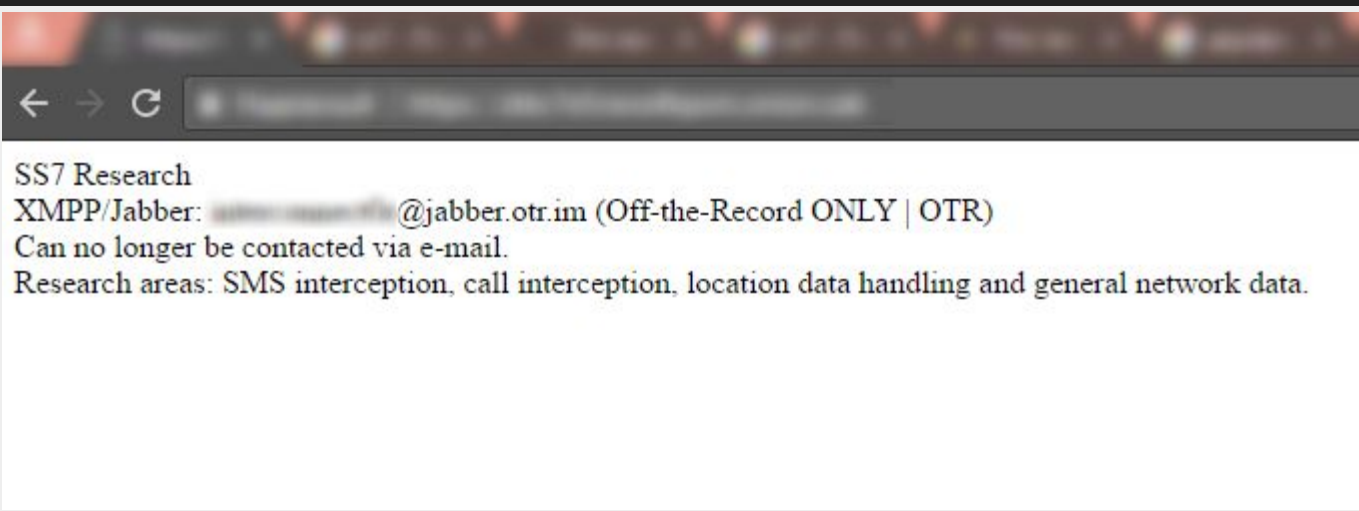 SS7 Research
XMPP/Jabber: @jabber.otr.im (Off-the-Record ONLY | OTR)
Can no longer be contacted via e-mail.
Research areas: SMS interception, call interception, location data handling and general network data.